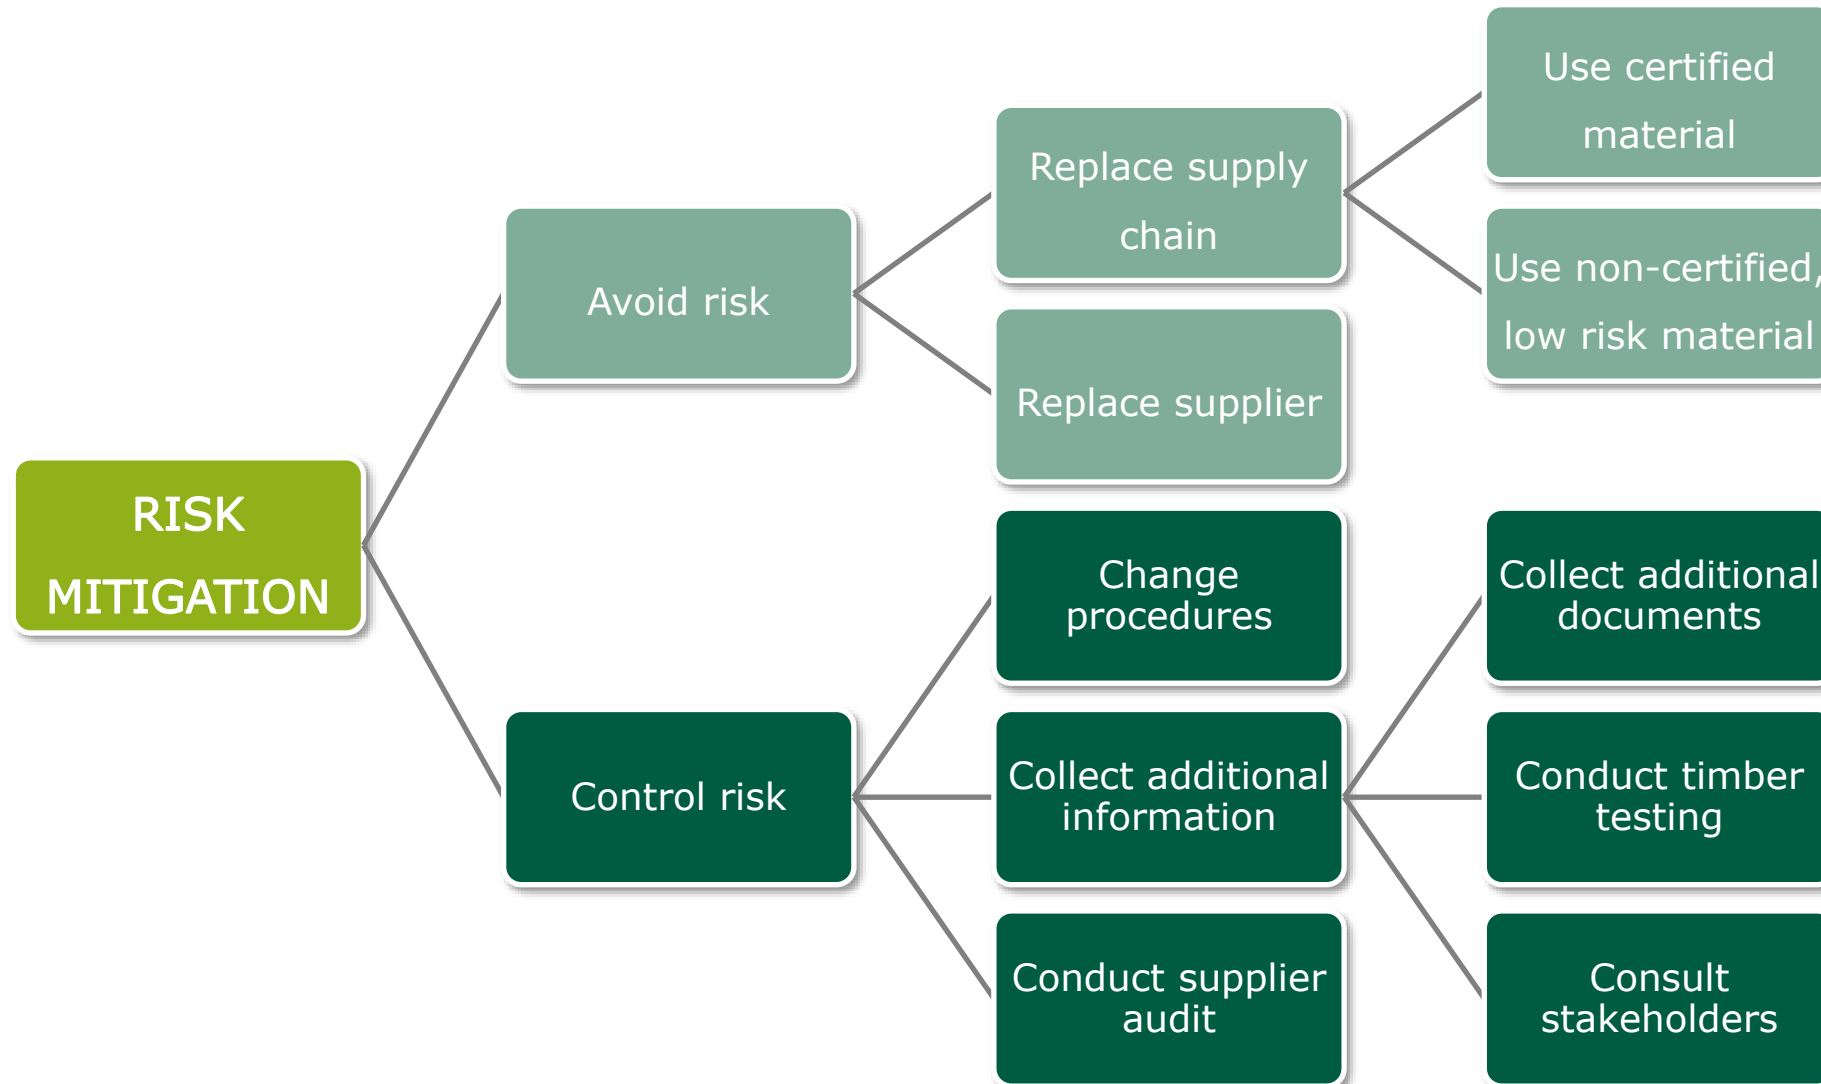 RISK
MITIGATION
Avoid risk
Replace supply
chain
Use certified
material
Use non-certified,
low risk material
Replace supplier
Control risk
Change
procedures
Collect additional
information
Collect additional
documents
Conduct timber
testing
Consult
stakeholders
Conduct supplier
audit